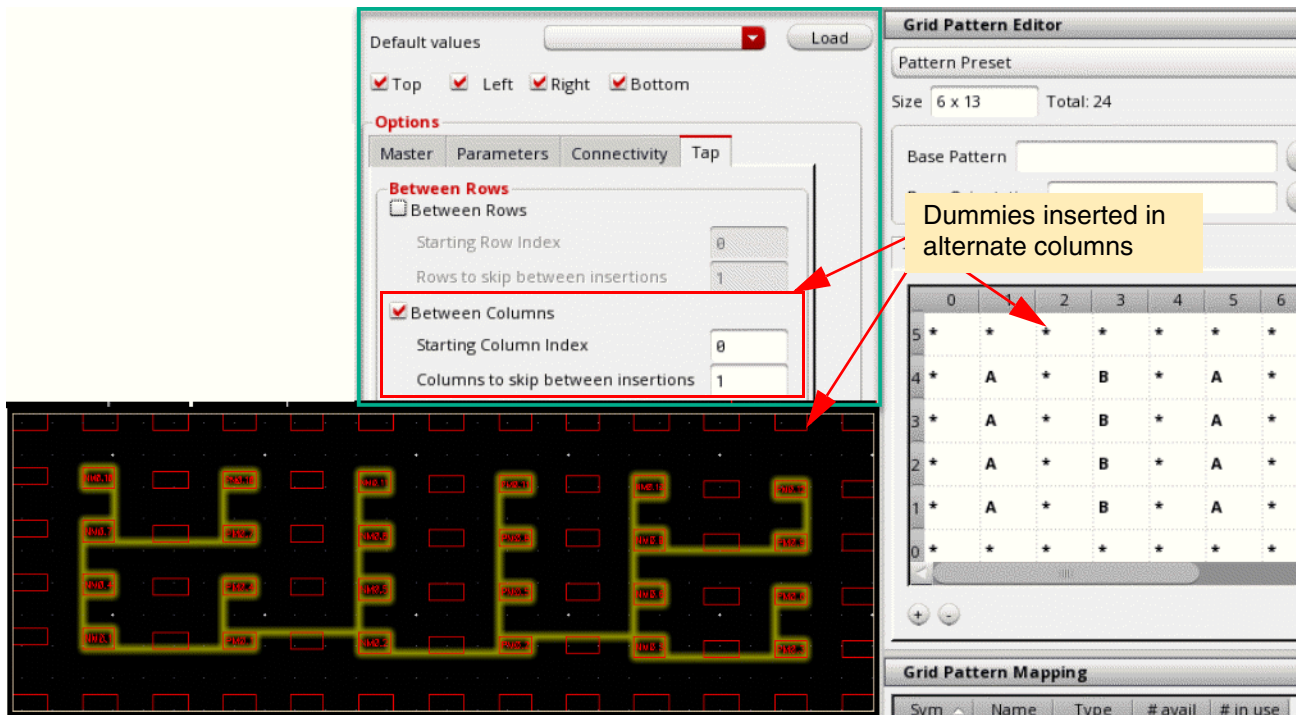 Default values
Load
Top Left Right Bottom
Options
Master Parameters Connectivity Tap
Between Rows
Between Rows
Starting Row Index 0
Rows to skip between insertions 1
Between Columns
Starting Column Index 0
Columns to skip between insertions 1
Grid Pattern Editor
Pattern Preset
Size 6 x 13 Total: 24
Base Pattern
Dummies inserted in
alternate columns
0 1 2 3 4 5 6
5 * * * * * * *
4 * A * B * A *
3 * A * B * A *
2 * A * B * A *
1 * A * B * A *
0 * * * * * * *
Grid Pattern Mapping
Sym Name Type # avail # in use